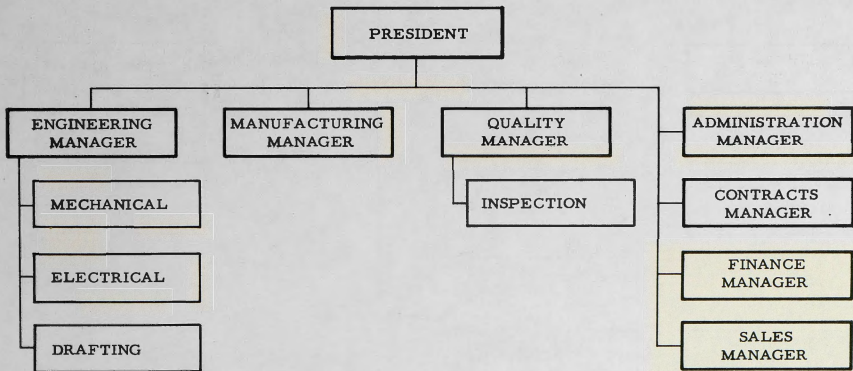 PRESIDENT
ENGINEERING
MANAGER
MANUFACTURING
MANAGER
QUALITY
MANAGER
ADMINISTRATION
MANAGER
MECHANICAL
INSPECTION
CONTRACTS
MANAGER
ELECTRICAL
FINANCE
MANAGER
DRAFTING
SALES
MANAGER